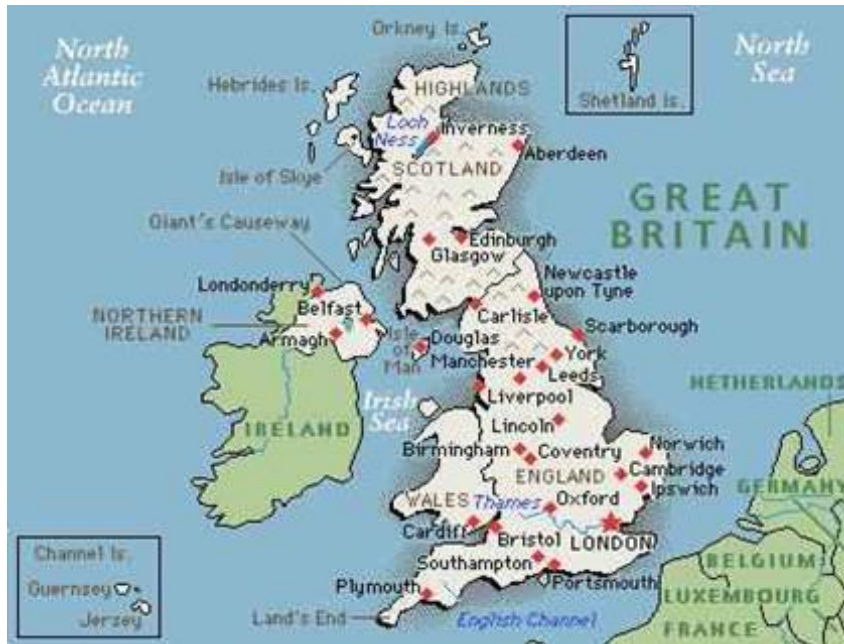 Orkney Is.
North
Atlantic
Ocean
North
Sea
Hebrides Is.
HIGHLANDS
Shetland Is.
Loch
Ness
Inverness
Aberdeen
SCOTLAND
Isle of Skye
GREAT
BRITAIN
Giant's Causeway
Edinburgh
Glasgow
Newcastle
upon Tyne
Londonderry
NORTHERN
IRELAND
Belfast
Armagh
Carlisle
Scarborough
Isle
of
Man
Douglas
York
Manchester
Leeds
NETHERLANDS
Liverpool
Irish
Sea
Lincoln
IRELAND
Birmingham
Coventry
Norwich
ENGLAND
Cambridge
Ipswich
GERMANY
WALES
Thames
Oxford
Cardiff
Bristol
LONDON
Channel Is.
Guernsey
Jersey
Southampton
Portsmouth
BELGIUM
Plymouth
LUXEMBOURG
Land's End
English Channel
FRANCE